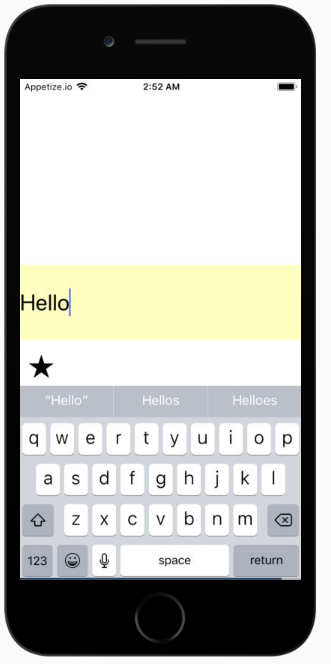 Appetize.io 2:52 AM
Hello
“Hello” Hellos Helloes
q w e r t y u i o p
a s d f g h j k l
z x c v b n m
123 space return